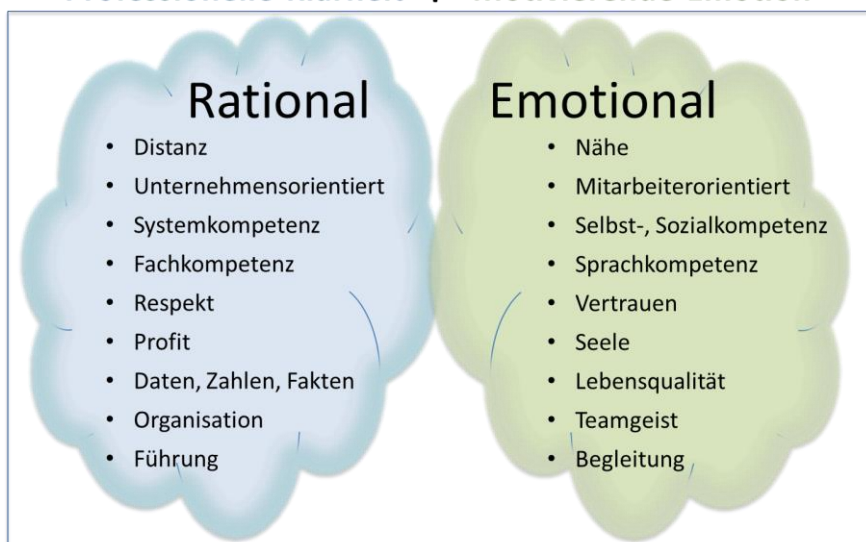 Rational
• Distanz
• Unternehmensorientiert
• Systemkompetenz
• Fachkompetenz
• Respekt
• Profit
• Daten, Zahlen, Fakten
• Organisation
• Führung
Emotional
• Nähe
• Mitarbeiterorientiert
• Selbst-, Sozialkompetenz
• Sprachkompetenz
• Vertrauen
• Seele
• Lebensqualität
• Teamgeist
• Begleitung